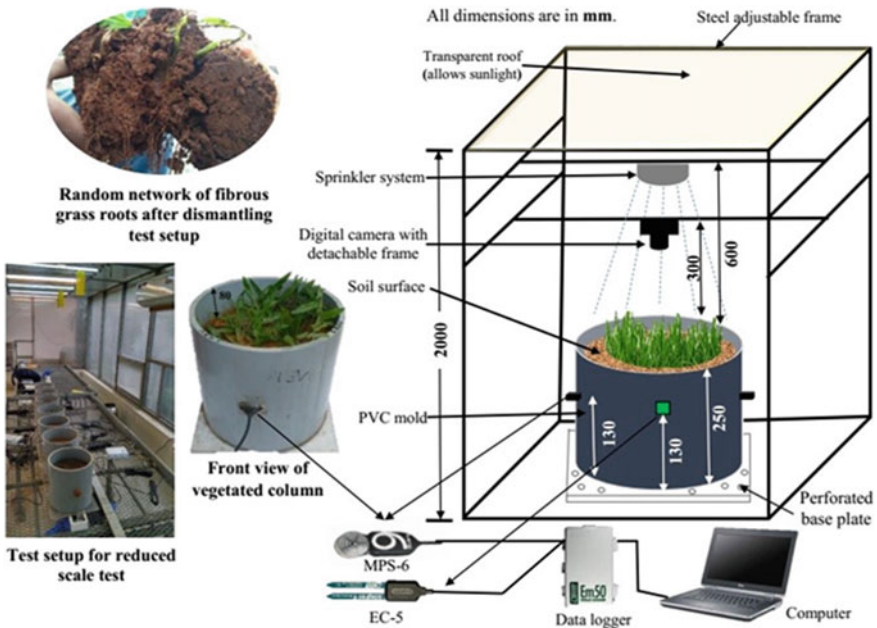 All dimensions are in mm.
Steel adjustable frame
Transparent roof
(allows sunlight)
Random network of fibrous
grass roots after dismantling
test setup
Sprinkler system
Digital camera with
detachable frame
Soil surface
300
600
80
2000
PVC mold
130
130
250
Front view of
vegetated column
Perforated
base plate
Test setup for reduced
scale test
MPS-6
EC-5
Em50
Data logger
Computer